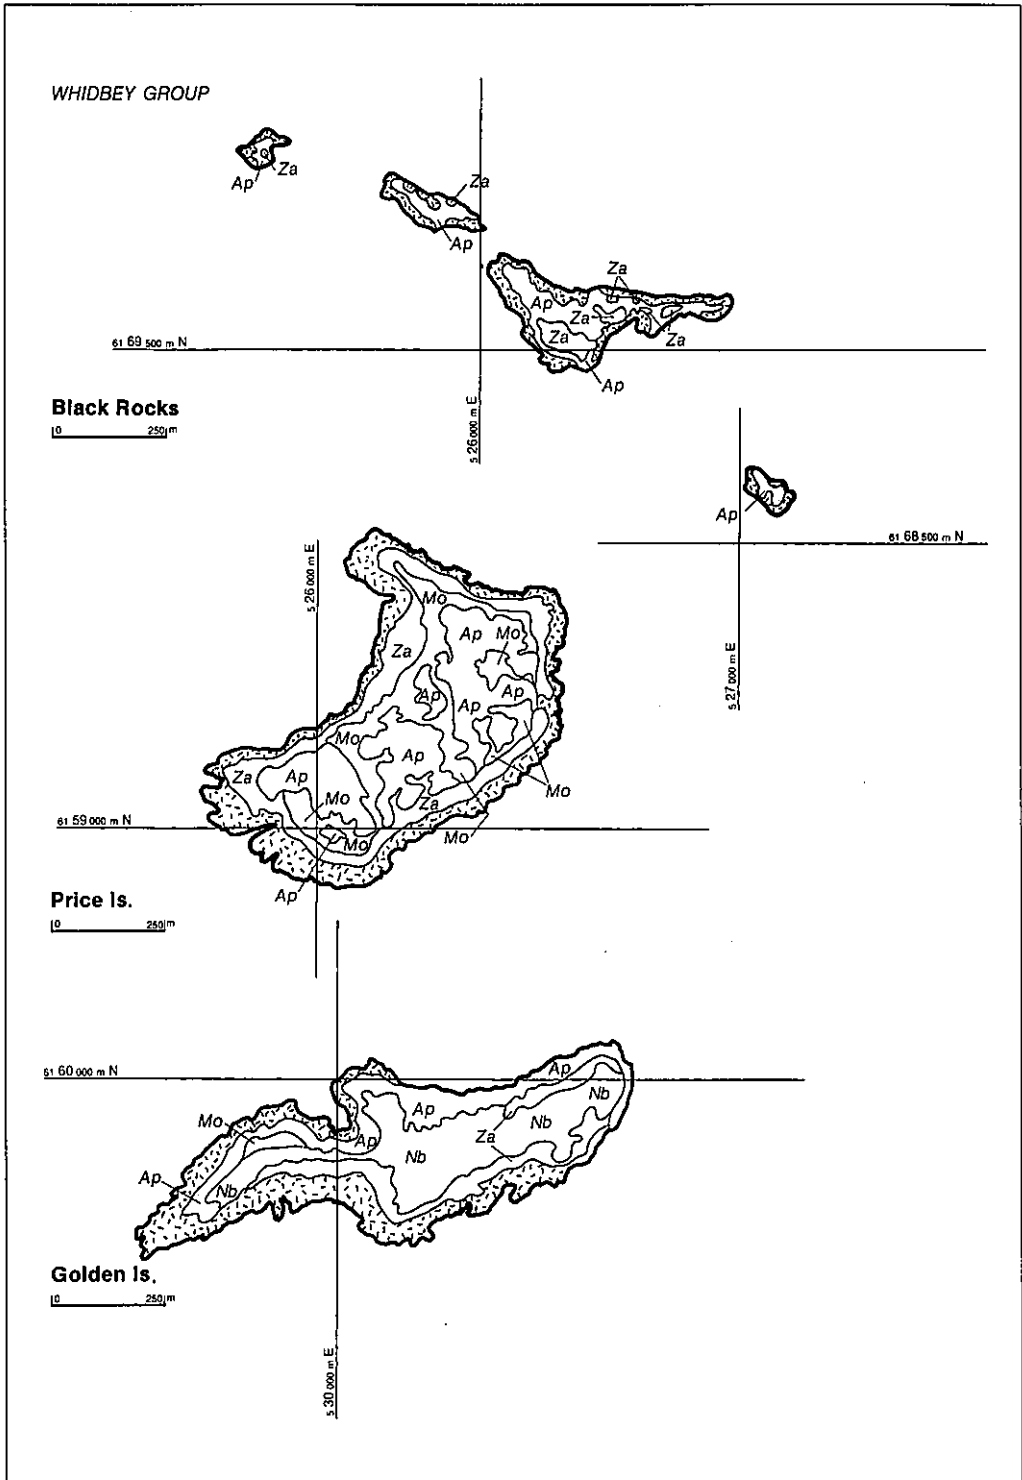 WHIDBEY GROUP
Za
Ap
Za
Ap
Za
Ap
Za
Za
Za
Ap
61 69 500 m N
5 26 000 m E
Black Rocks
0 250 m
Ap
61 68 500 m N
5 27 000 m E
5 26 000 m E
Mo
Ap Mo
Za
Ap
Ap
Ap
Mo
Ap
Za
Ap
Mo
Za
Mo
61 59 000 m N
Mo
Mo
Ap
Price Is.
0 250 m
61 60 000 m N
Ap
Nb
Ap
Mo
Nb
Ap
Za
Nb
Ap
Nb
Golden Is.
0 250 m
5 30 000 m E